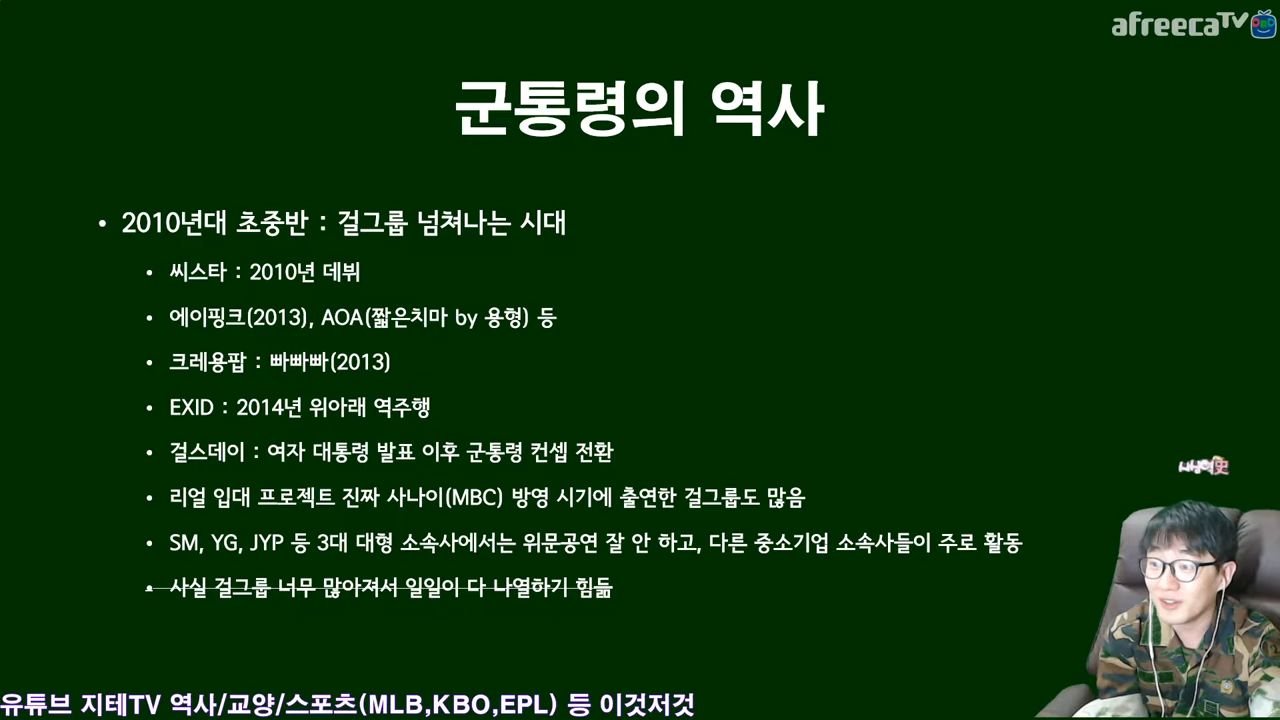 afreecaTV
군통령의 역사
• 2010년대 초중반 : 걸그룹 넘쳐나는 시대
• 씨스타 : 2010년 데뷔
• 에이핑크(2013), AOA(짧은치마 by 용형) 등
• 크레용팝 : 빠빠빠(2013)
• EXID : 2014년 위아래 역주행
• 걸스데이 : 여자 대통령 발표 이후 군통령 컨셉 전환
• 리얼 입대 프로젝트 진짜 사나이(MBC) 방영 시기에 출연한 걸그룹도 많음
• SM, YG, JYP 등 3대 대형 소속사에서는 위문공연 잘 안 하고, 다른 중소기업 소속사들이 주로 활동
• 사실 걸그룹 너무 많아져서 일일이 다 나열하기 힘듦
유튜브 지테TV 역사/교양/스포츠(MLB,KBO,EPL) 등 이것저것